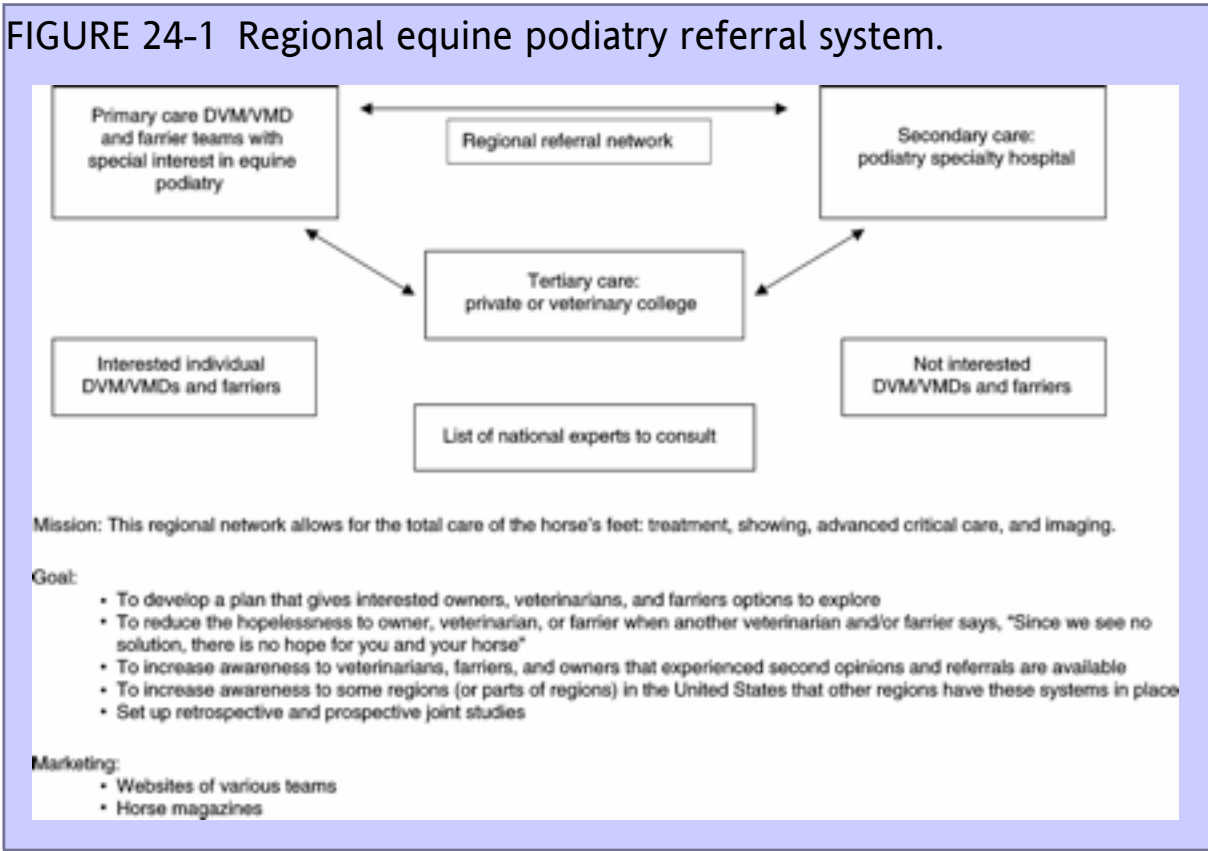 FIGURE 24-1 Regional equine podiatry referral system.
Primary care DVM/VMD
and farrier teams with
special interest in equine
podiatry
Regional referral network
Secondary care:
podiatry specialty hospital
Tertiary care:
private or veterinary college
Interested individual
DVM/VMDs and farriers
Not interested
DVM/VMDs and farriers
List of national experts to consult
Mission: This regional network allows for the total care of the horse's feet: treatment, showing, advanced critical care, and imaging.
Goal:
• To develop a plan that gives interested owners, veterinarians, and farriers options to explore
• To reduce the hopelessness to owner, veterinarian, or farrier when another veterinarian and/or farrier says, "Since we see no
solution, there is no hope for you and your horse"
• To increase awareness to veterinarians, farriers, and owners that experienced second opinions and referrals are available
• To increase awareness to some regions (or parts of regions) in the United States that other regions have these systems in place
• Set up retrospective and prospective joint studies
Marketing:
• Websites of various teams
• Horse magazines